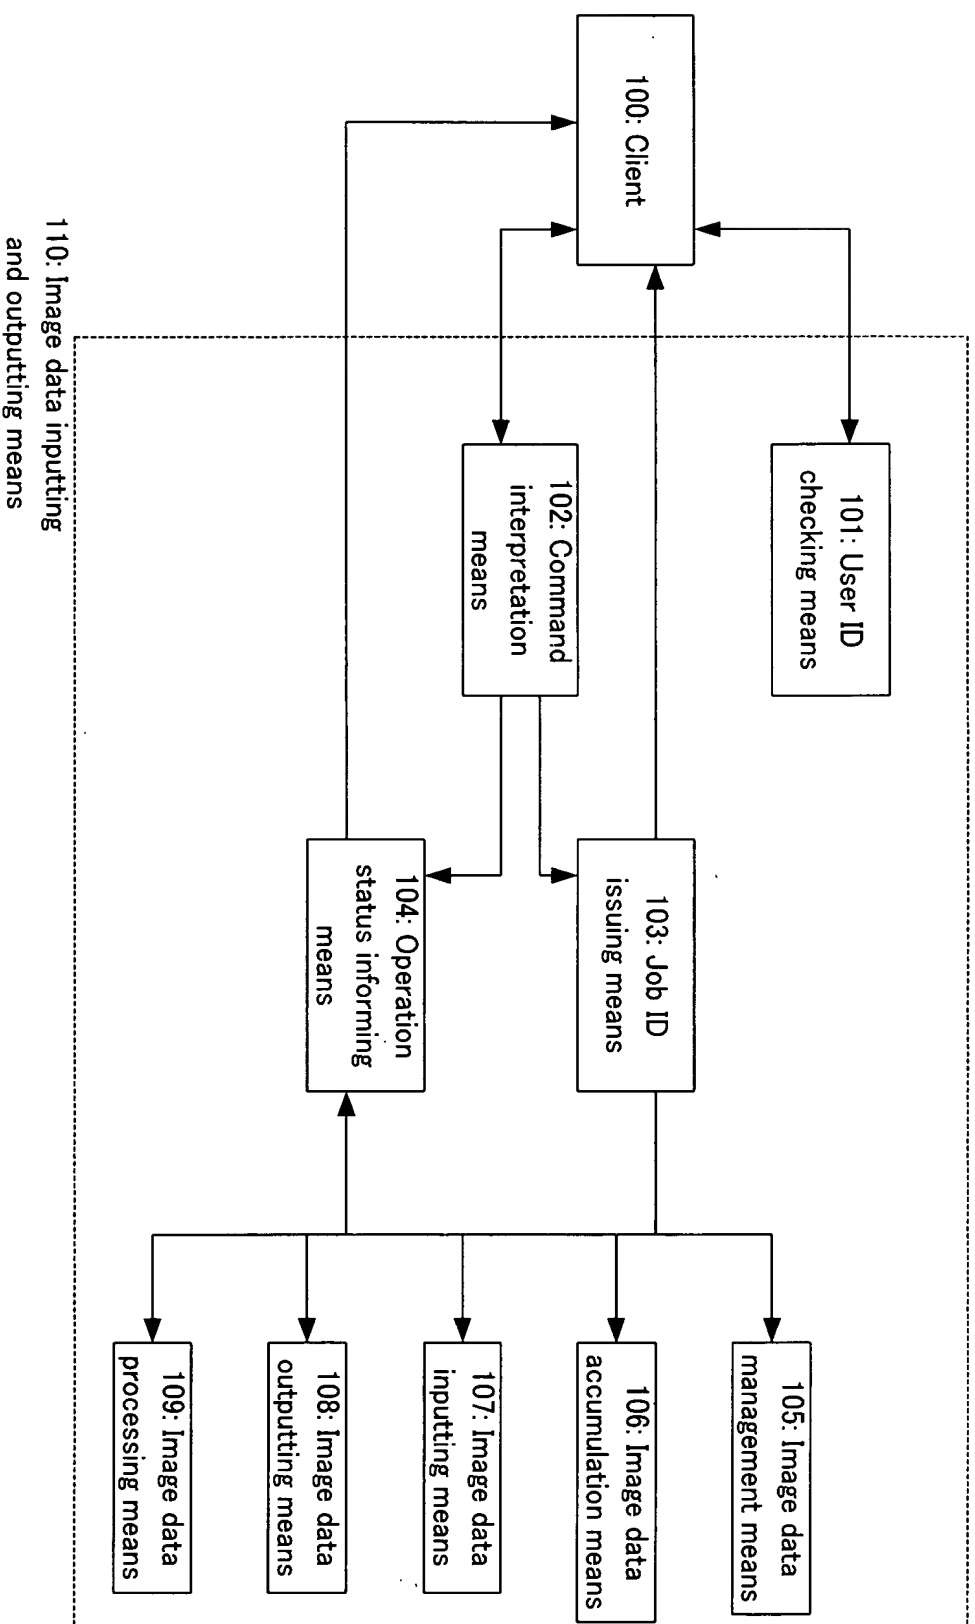 100: Client
101: User ID
checking means
102: Command
interpretation
means
103: Job ID
issuing means
104: Operation
status informing
means
105: Image data
management means
106: Image data
accumulation means
107: Image data
inputting means
108: Image data
outputting means
109: Image data
processing means
110: Image data inputting
and outputting means